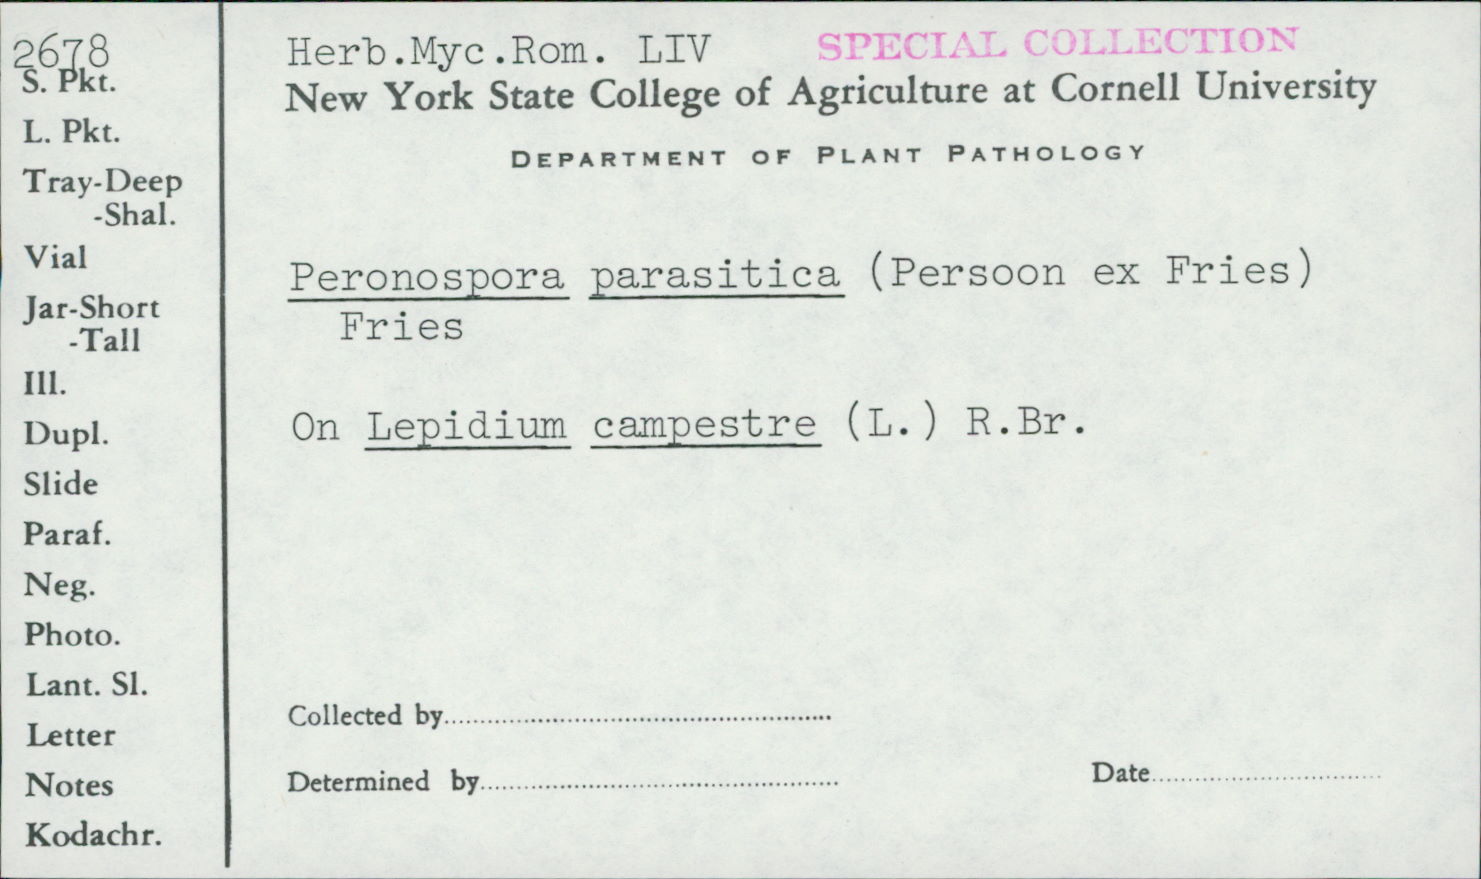 2678
S. Pkt.
L. Pkt.
Tray-Deep
-Shal.
Vial
Jar-Short
-Tall
Ill.
Dupl.
Slide
Paraf.
Neg.
Photo.
Lant. Sl.
Letter
Notes
Kodachr.
Herb.Myc.Rom. LIV SPECIAL COLLECTION
New York State College of Agriculture at Cornell University
DEPARTMENT OF PLANT PATHOLOGY
Peronospora parasitica (Persoon ex Fries)
Fries
On Lepidium campestre (L.) R.Br.
Collected by
Determined by
Date